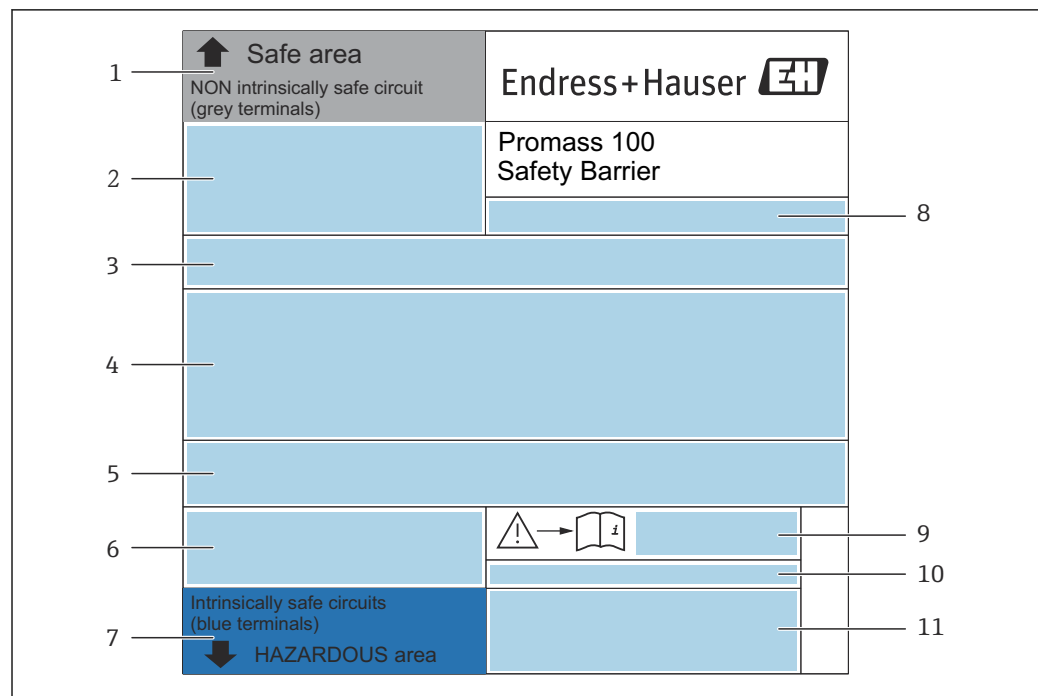 Safe area
NON intrinsically safe circuit
(grey terminals)
Endress+Hauser EH
Promass 100
Safety Barrier
1
2
3
4
5
6
7
8
9
10
11
i
Intrinsically safe circuits
(blue terminals)
HAZARDOUS area